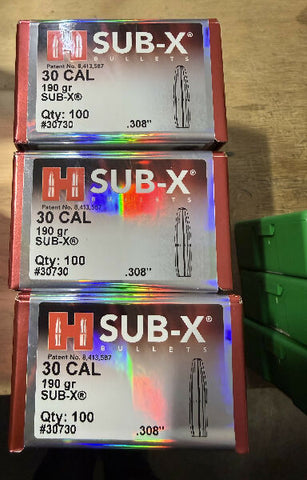 H SUB-X®
BULLETS
Patent No. 8,413,587
30 CAL
190 gr
SUB-X®
Qty: 100
#30730 .308"
H SUB-X®
BULLETS
Patent No. 8,413,587
30 CAL
190 gr
SUB-X®
Qty: 100
#30730 .308"
H SUB-X®
BULLETS
Patent No. 8,413,587
30 CAL
190 gr
SUB-X®
Qty: 100
#30730 .308"